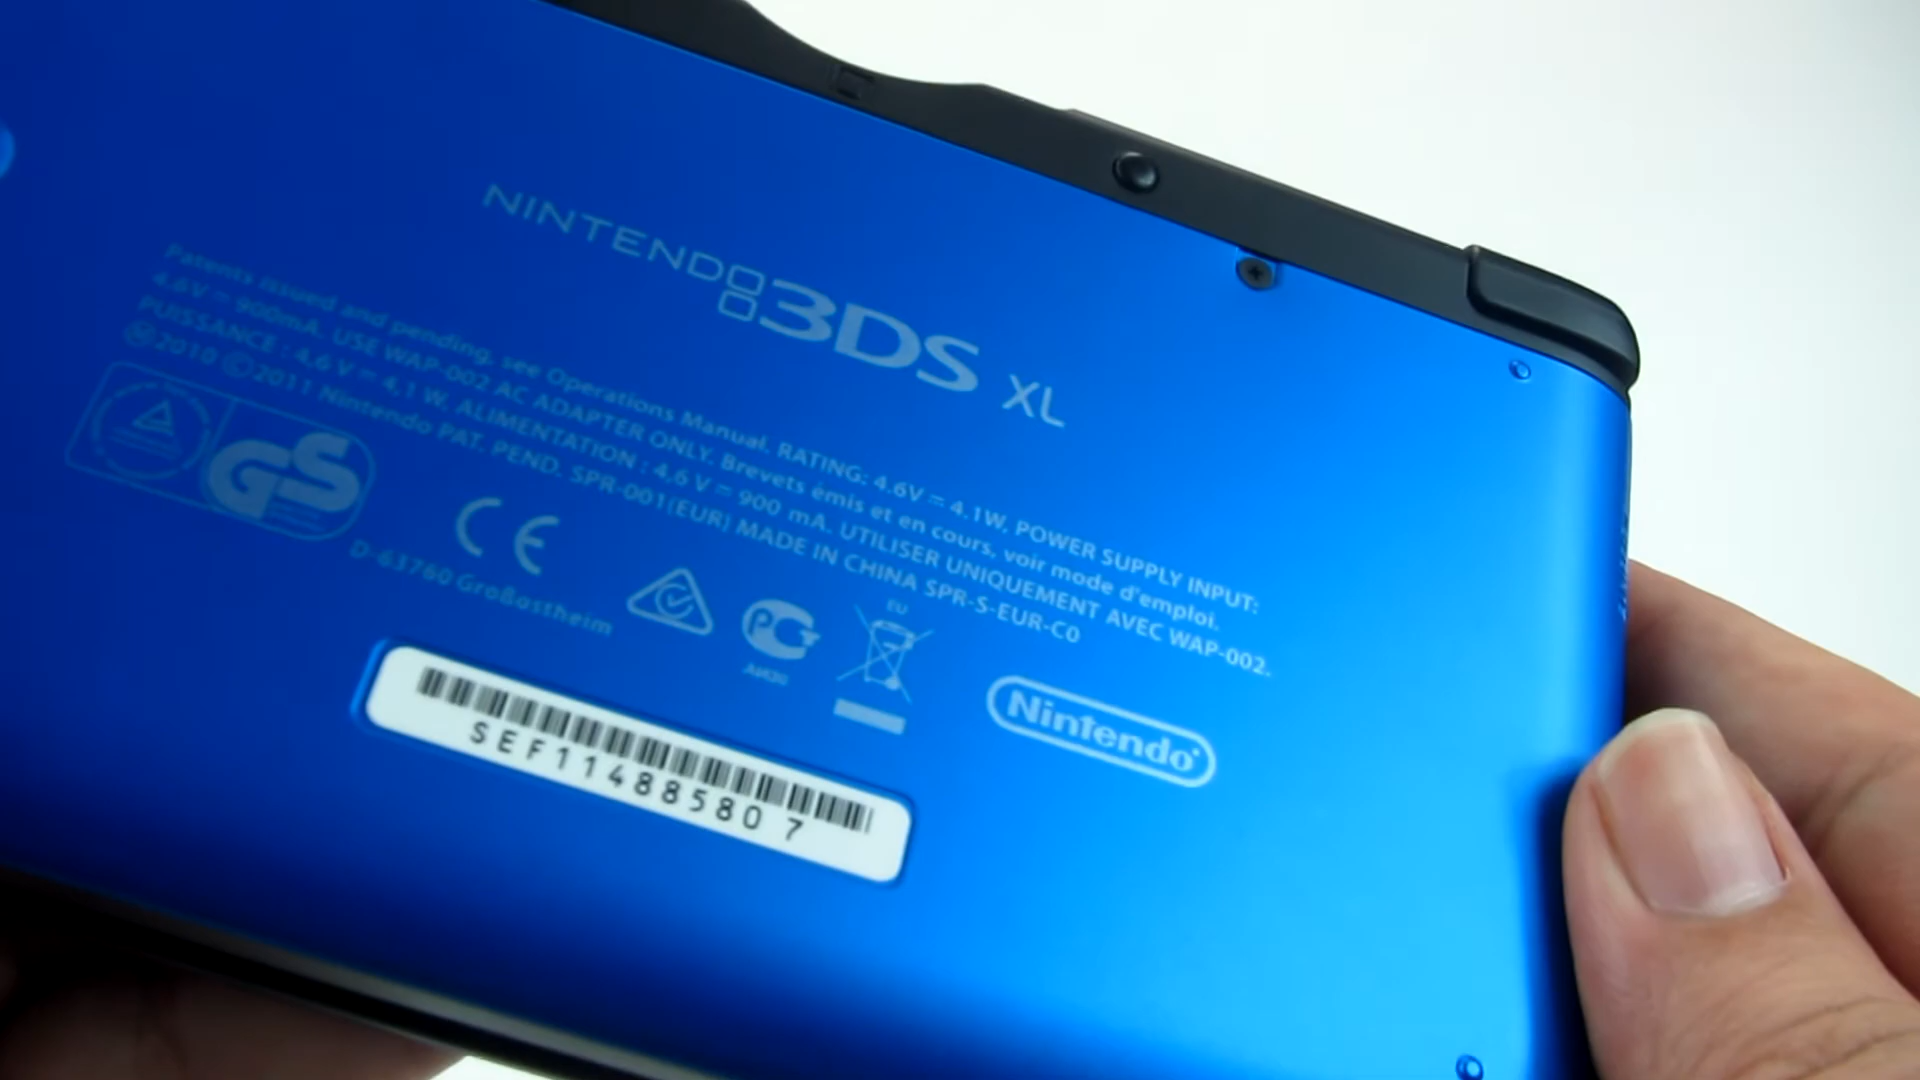 NINTENDO 3DS XL
Patents issued and pending, see Operations Manual. RATING: 4.6V = 4.1W, POWER SUPPLY INPUT:
4.6V = 900mA. USE WAP-002 AC ADAPTER ONLY. Brevets émis et en cours, voir mode d'emploi.
PUISSANCE : 4,6 V = 4,1 W, ALIMENTATION : 4,6 V = 900 mA. UTILISER UNIQUEMENT AVEC WAP-002.
Ⓜ2010 ©2011 Nintendo PAT. PEND. SPR-001(EUR) MADE IN CHINA SPR-S-EUR-C0
GS
CE
EU
D-63760 Großostheim
Nintendo
SEF11488580 7